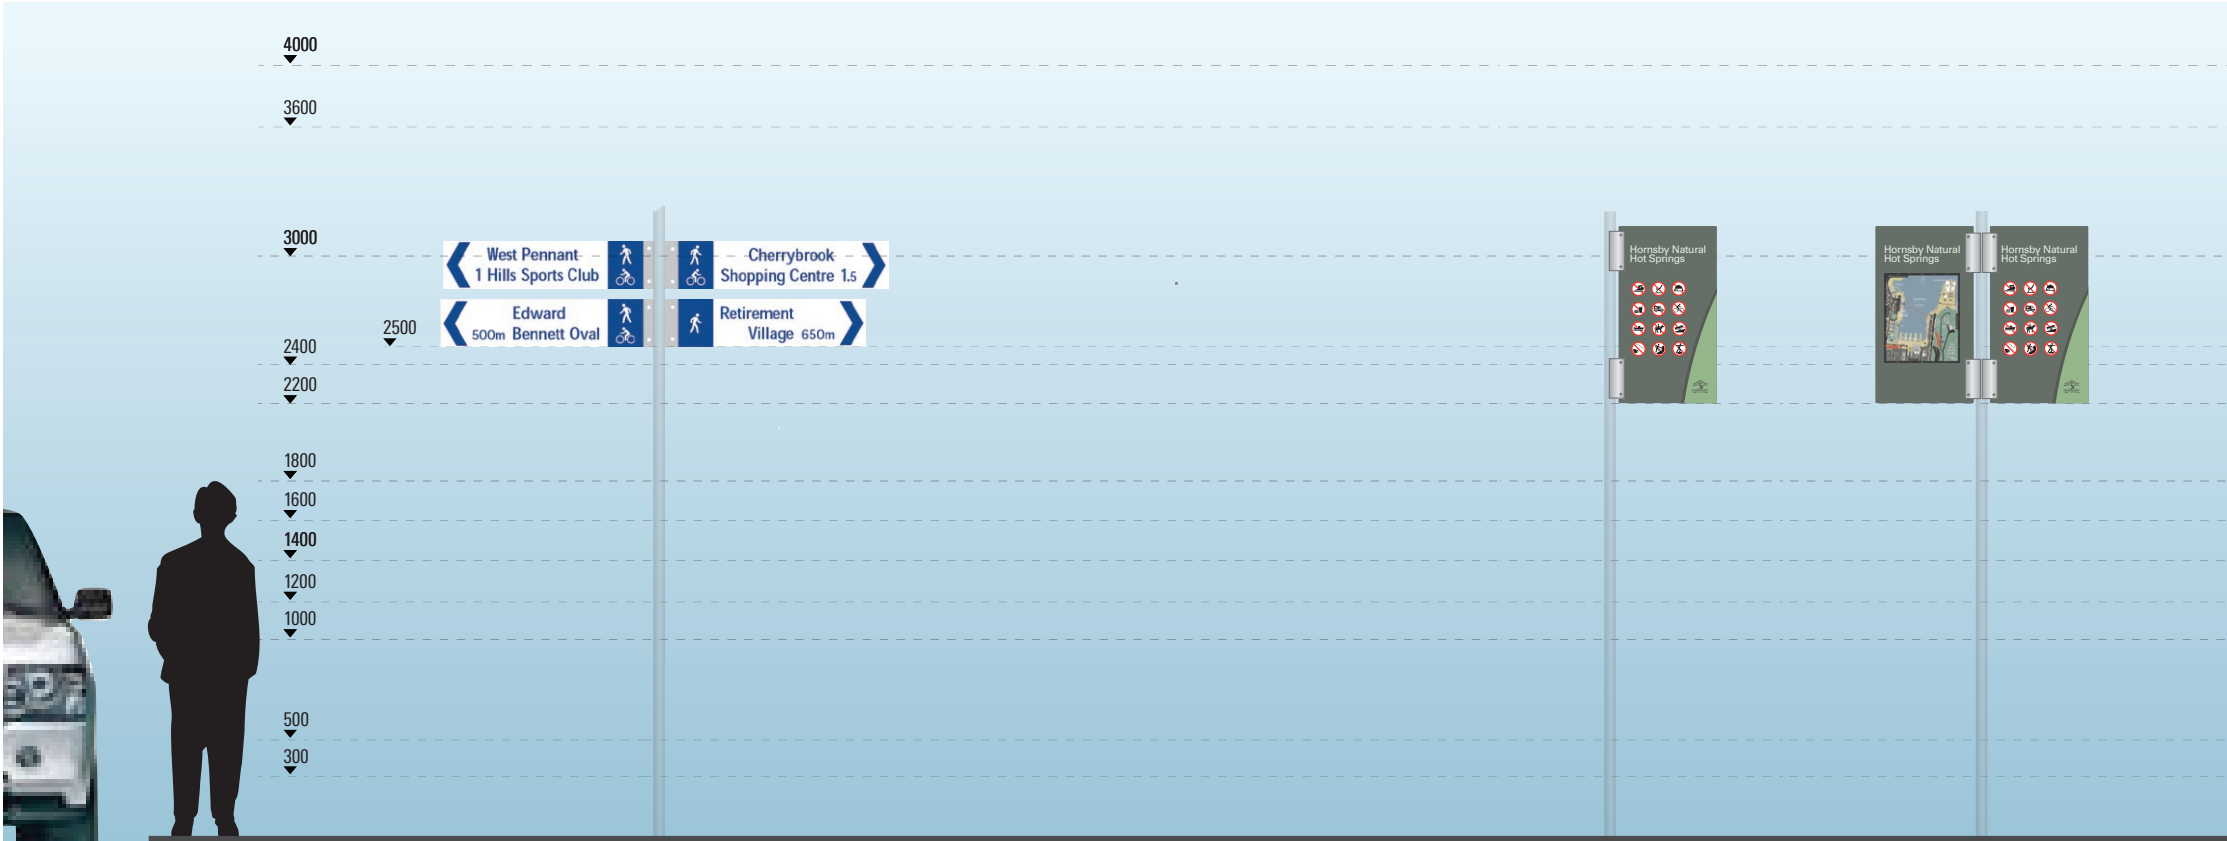 4000
3600
3000
2500
2400
2200
1800
1600
1400
1200
1000
500
300
West Pennant
1 Hills Sports Club
Cherrybrook
Shopping Centre 1.5
Edward
500m Bennett Oval
Retirement
Village 650m
Hornsby Natural
Hot Springs
Hornsby Natural
Hot Springs
Hornsby Natural
Hot Springs